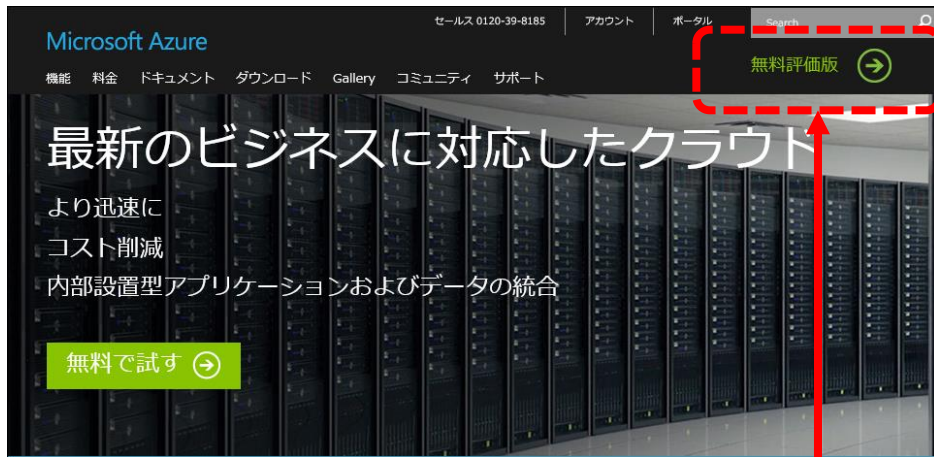 セールス 0120-39-8185 アカウント ポータル Search
Microsoft Azure
無料評価版
機能 料金 ドキュメント ダウンロード Gallery コミュニティ サポート
最新のビジネスに対応したクラウド
より迅速に
コスト削減
内部設置型アプリケーションおよびデータの統合
無料で試す